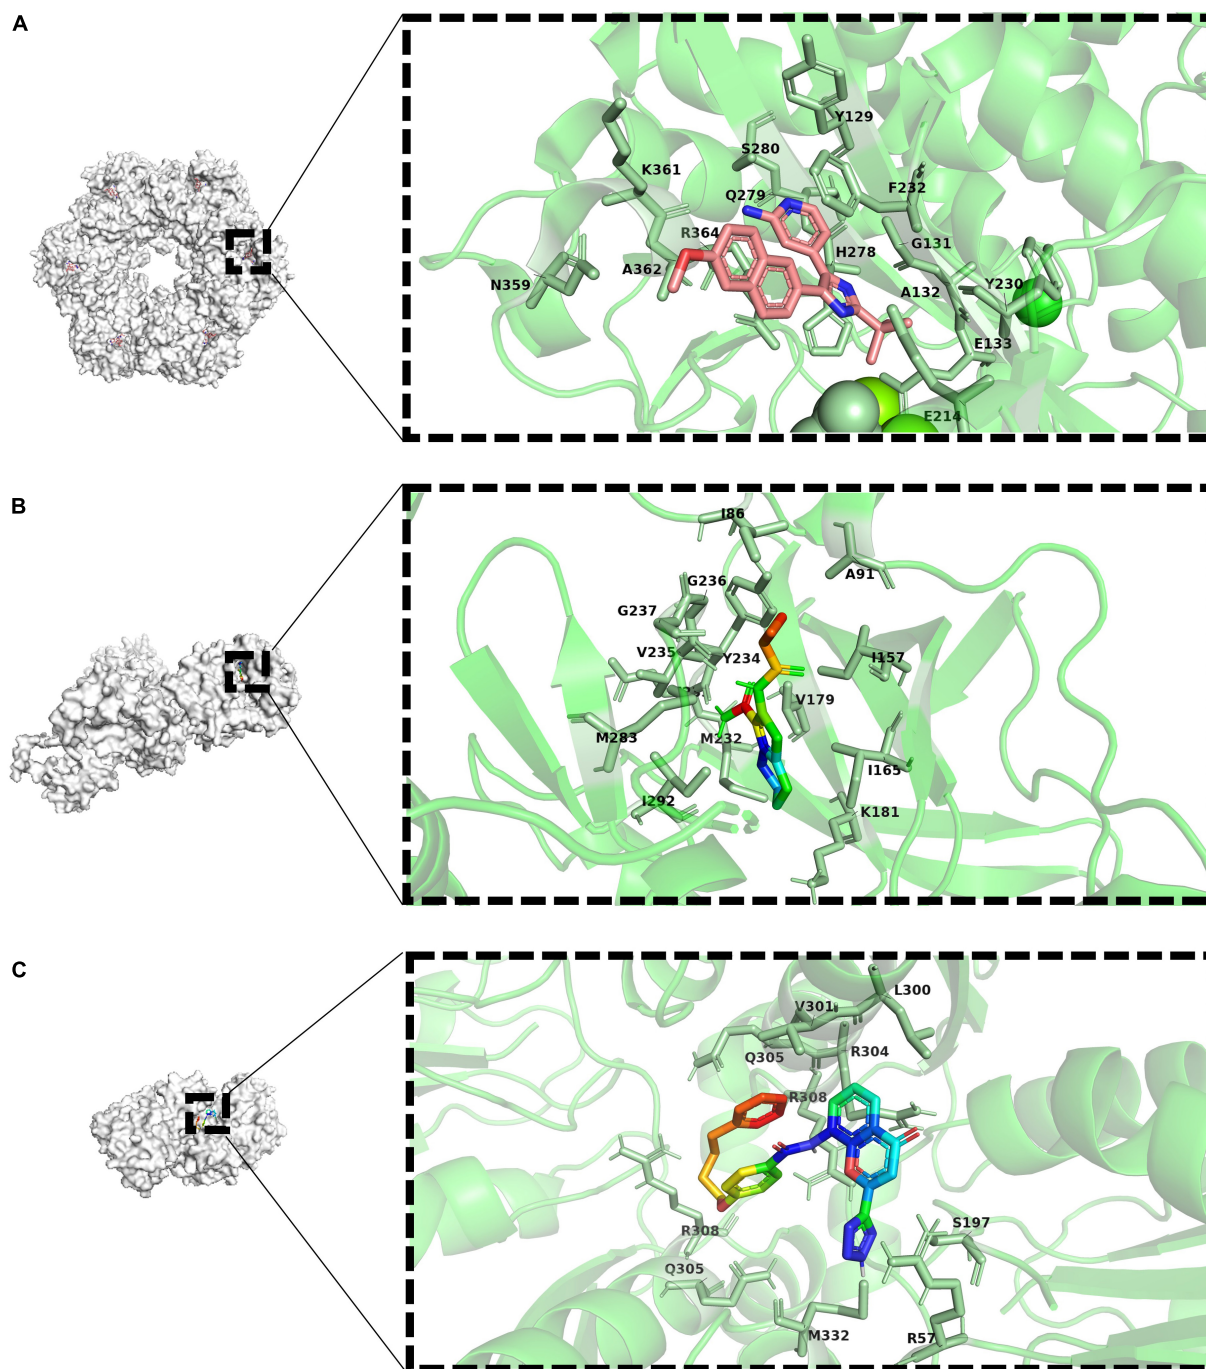 A
Y129
S280
K361
F232
Q279
R364
G131
H278
A362
N359
A132
Y230
E133
E214
B
I86
A91
G236
G237
V235
Y234
I157
V179
M283
M232
I165
I292
K181
C
L300
V301
Q305
R304
R308
R308
S197
Q305
M332
R57